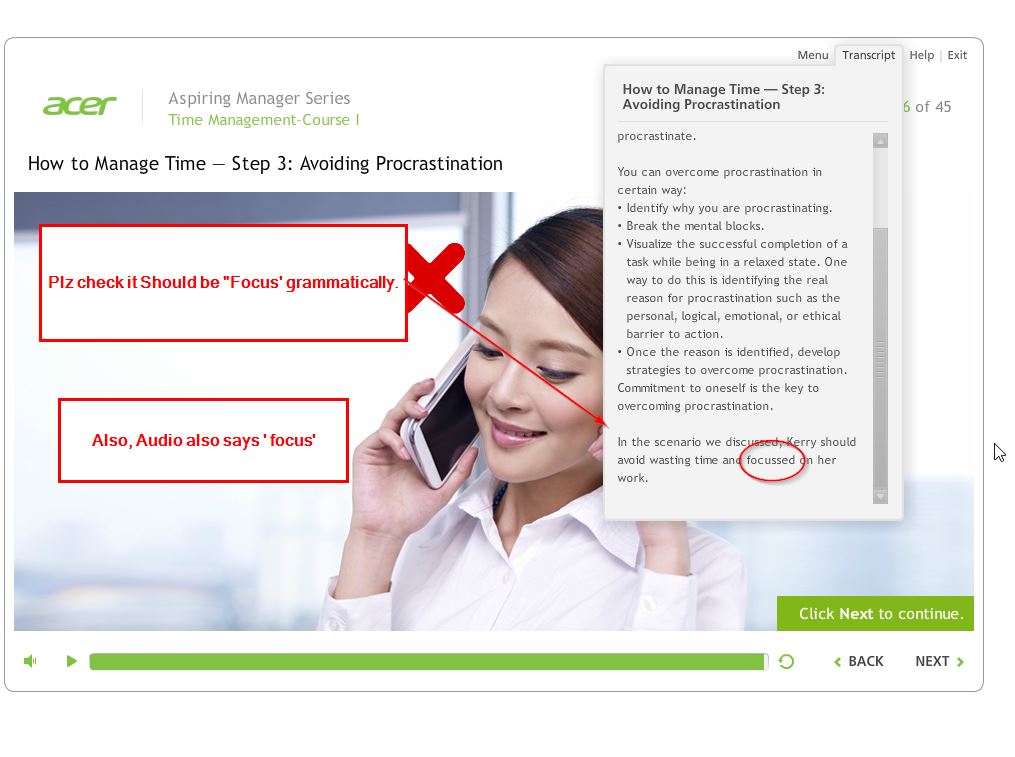 Menu Transcript Help | Exit
acer
Aspiring Manager Series
Time Management-Course I
6 of 45
How to Manage Time — Step 3: Avoiding Procrastination
Plz check it Should be "Focus' grammatically.
Also, Audio also says ' focus'
How to Manage Time — Step 3:
Avoiding Procrastination
procrastinate.
You can overcome procrastination in
certain way:
• Identify why you are procrastinating.
• Break the mental blocks.
• Visualize the successful completion of a
task while being in a relaxed state. One
way to do this is identifying the real
reason for procrastination such as the
personal, logical, emotional, or ethical
barrier to action.
• Once the reason is identified, develop
strategies to overcome procrastination.
Commitment to oneself is the key to
overcoming procrastination.
In the scenario we discussed, Kerry should
avoid wasting time and focussed on her
work.
Click Next to continue.
BACK NEXT